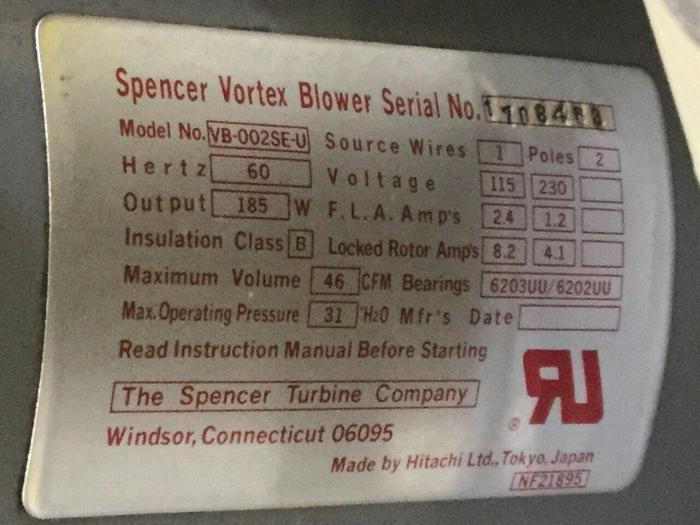 Spencer Vortex Blower Serial No.
Model No. VB-002SE-U Source Wires 1 Poles 2
Hertz 60 Voltage 115 230
Output 185 W F.L.A. Amp's 2.4 1.2
Insulation Class B Locked Rotor Amp's 8.2 4.1
Maximum Volume 46 CFM Bearings 6203UU/6202UU
Max. Operating Pressure 31 "H2O Mfr's Date
Read Instruction Manual Before Starting
The Spencer Turbine Company
Windsor, Connecticut 06095
Made by Hitachi Ltd., Tokyo, Japan
NF21895
RU ®